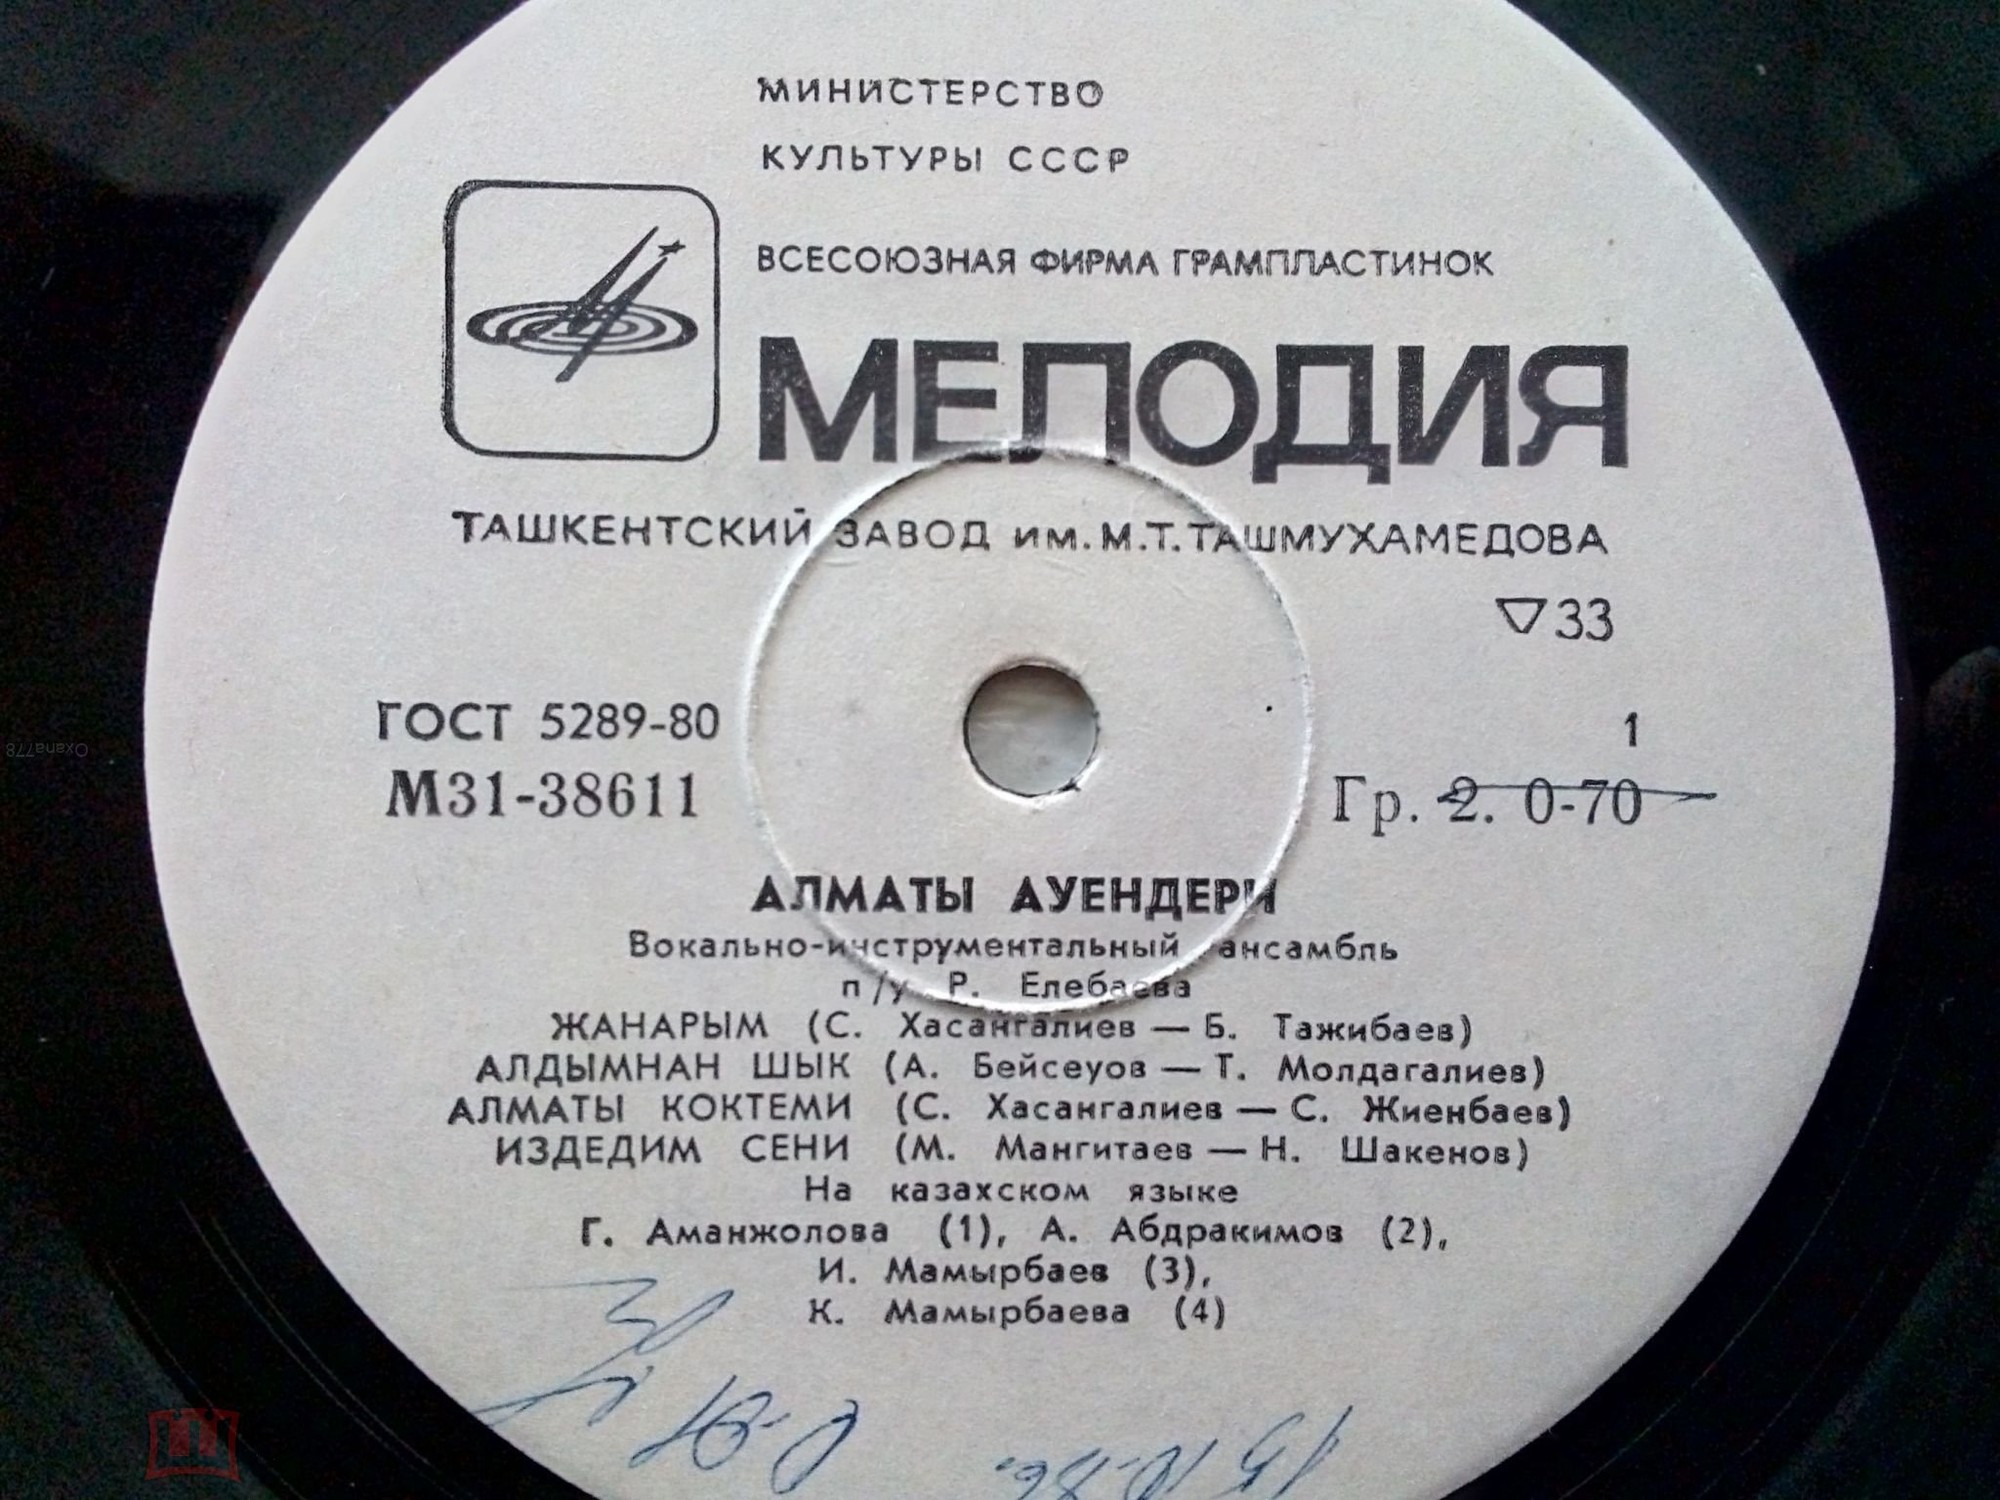 МИНИСТЕРСТВО
КУЛЬТУРЫ СССР
ВСЕСОЮЗНАЯ ФИРМА ГРАМПЛАСТИНОК
МЕЛОДИЯ
ТАШКЕНТСКИЙ ЗАВОД им. М.Т. ТАШМУХАМЕДОВА
▽33
ГОСТ 5289-80
1
М31-38611
Гр. 2. 0-70
АЛМАТЫ АУЕНДЕРИ
Вокально-инструментальный ансамбль
п/у Р. Елебаева
ЖАНАРЫМ (С. Хасангалиев — Б. Тажибаев)
АЛДЫМНАН ШЫК (А. Бейсеуов — Т. Молдагалиев)
АЛМАТЫ КОКТЕМИ (С. Хасангалиев — С. Жиенбаев)
ИЗДЕДИМ СЕНИ (М. Мангитаев — Н. Шакенов)
На казахском языке
Г. Аманжолова (1), А. Абдракимов (2),
И. Мамырбаев (3),
К. Мамырбаева (4)
Oxana778